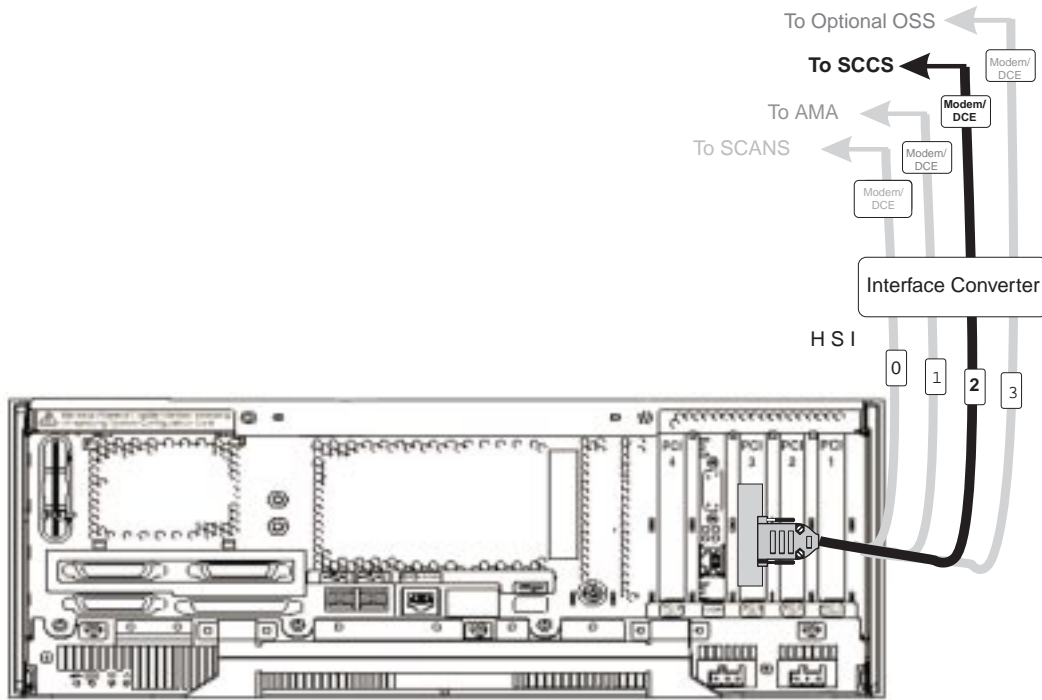 To Optional OSS
Modem/
DCE
To SCCS
Modem/
DCE
To AMA
Modem/
DCE
To SCANS
Modem/
DCE
Interface Converter
H S I
0
1
2
3
PCI
4
PCI
3
PCI
2
PCI
1